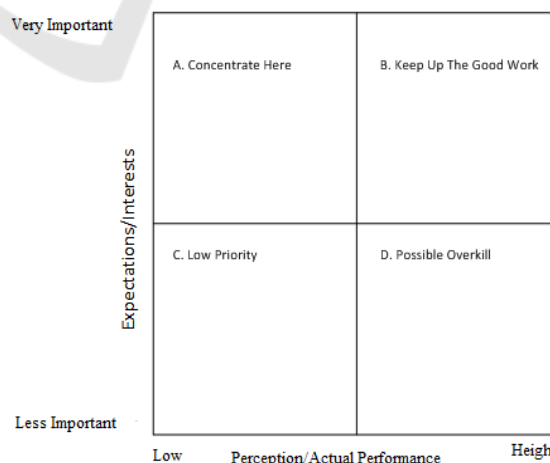 Very Important
A. Concentrate Here
B. Keep Up The Good Work
Expectations/Interests
C. Low Priority
D. Possible Overkill
Less Important
Low
Perception/Actual Performance
Heigh